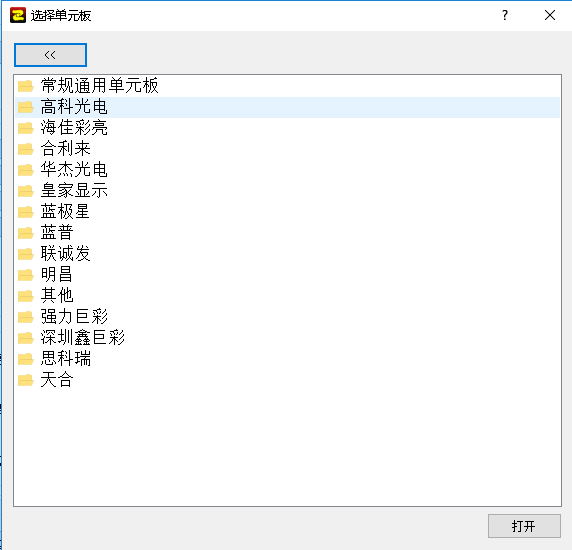 选择单元板
?
<<
常规通用单元板
高科光电
海佳彩亮
合利来
华杰光电
皇家显示
蓝极星
蓝普
联诚发
明昌
其他
强力巨彩
深圳鑫巨彩
思科瑞
天合
打开